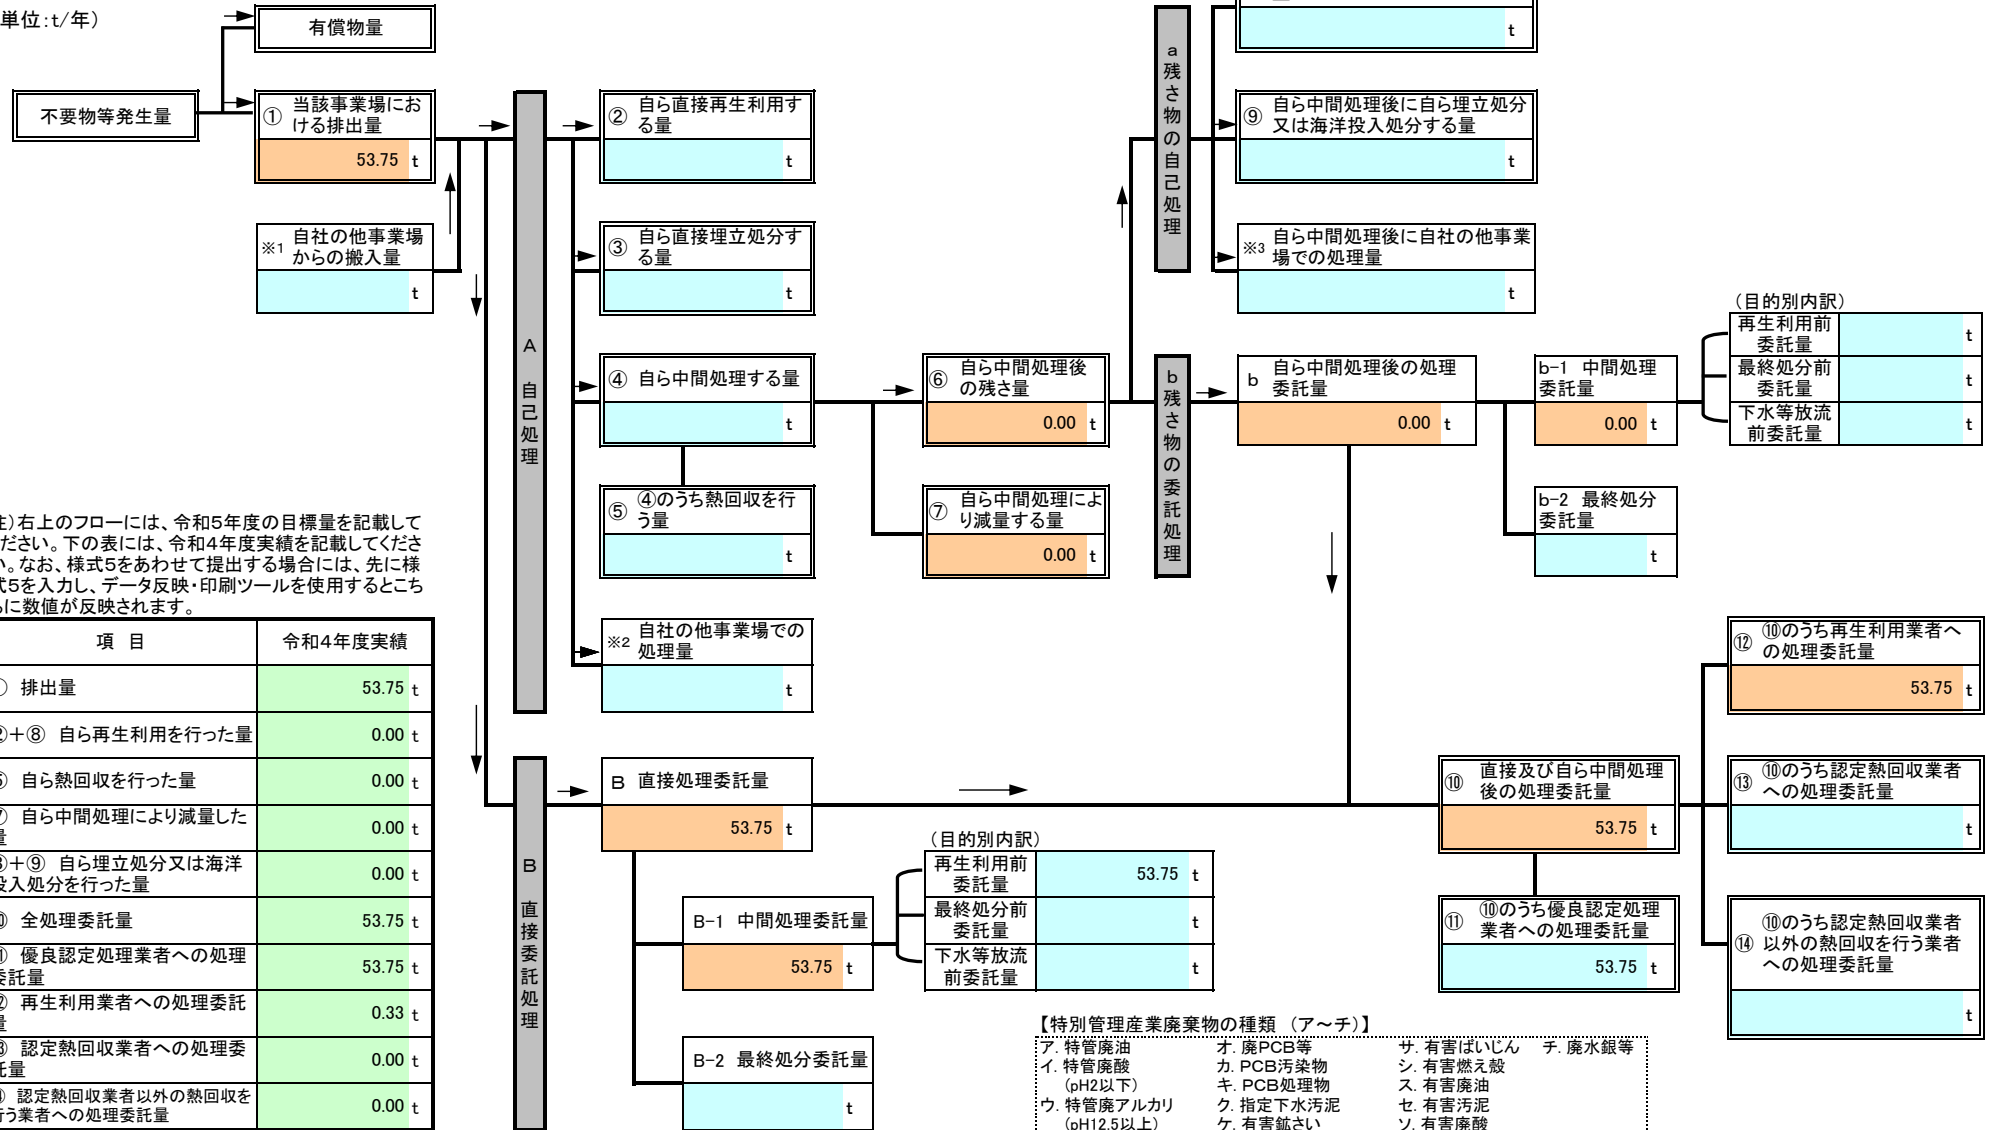 単位:t/年)
有償物量
不要物等発生量
① 当該事業場にお
ける排出量
53.75 t
※1 自社の他事業場
からの搬入量
t
A 自己処理
② 自ら直接再生利用す
る量
t
③ 自ら直接埋立処分す
る量
t
④ 自ら中間処理する量
t
⑤ ④のうち熱回収を行
う量
t
※2 自社の他事業場での
処理量
t
⑥ 自ら中間処理後
の残さ量
0.00 t
⑦ 自ら中間処理によ
り減量する量
0.00 t
a 残さ物の自己処理
t
⑨ 自ら中間処理後に自ら埋立処分
又は海洋投入処分する量
t
※3 自ら中間処理後に自社の他事業
場での処理量
t
b 残さ物の委託処理
b 自ら中間処理後の処理
委託量
0.00 t
b-1 中間処理
委託量
0.00 t
(目的別内訳)
再生利用前
委託量
t
最終処分前
委託量
t
下水等放流
前委託量
t
b-2 最終処分
委託量
t
注)右上のフローには、令和5年度の目標量を記載して
ださい。下の表には、令和4年度実績を記載してくださ
い。なお、様式5をあわせて提出する場合には、先に様
式5を入力し、データ反映・印刷ツールを使用するとこち
らに数値が反映されます。
項 目 令和4年度実績
① 排出量 53.75 t
②+⑧ 自ら再生利用を行った量 0.00 t
⑤ 自ら熱回収を行った量 0.00 t
⑦ 自ら中間処理により減量した
量 0.00 t
③+⑨ 自ら埋立処分又は海洋
投入処分を行った量 0.00 t
⑩ 全処理委託量 53.75 t
⑪ 優良認定処理業者への処理
委託量 53.75 t
⑫ 再生利用業者への処理委託
量 0.33 t
⑬ 認定熱回収業者への処理委
託量 0.00 t
⑭ 認定熱回収業者以外の熱回収を
行う業者への処理委託量 0.00 t
B 直接委託処理
B 直接処理委託量
53.75 t
B-1 中間処理委託量
53.75 t
(目的別内訳)
再生利用前
委託量
53.75 t
最終処分前
委託量
t
下水等放流
前委託量
t
B-2 最終処分委託量
t
⑩ 直接及び自ら中間処理
後の処理委託量
53.75 t
⑪ ⑩のうち優良認定処理
業者への処理委託量
53.75 t
⑫ ⑩のうち再生利用業者へ
の処理委託量
53.75 t
⑬ ⑩のうち認定熱回収業者
への処理委託量
t
⑭ ⑩のうち認定熱回収業者
以外の熱回収を行う業者
への処理委託量
t
【特別管理産業廃棄物の種類 (ア~チ)】
ア. 特管廃油 オ. 廃PCB等 サ. 有害ばいじん チ. 廃水銀等
イ. 特管廃酸 カ. PCB汚染物 シ. 有害燃え殻
(pH2以下) キ. PCB処理物 ス. 有害廃油
ウ. 特管廃アルカリ ク. 指定下水汚泥 セ. 有害汚泥
(pH12.5以上) ケ. 有害鉱さい ソ. 有害廃酸